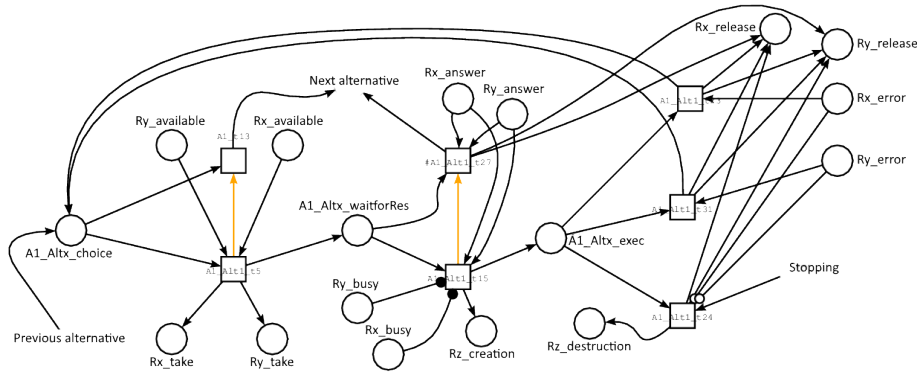 Rx_release
Ry_release
Rx_answer
Next alternative
Ry_answer
Rx_error
Ry_available
Rx_available
A1_t13
#A1_Alt1_t27
Ry_error
A1_Altx_waitforRes
A1_Alt1_t31
A1_Altx_choice
A1_Altx_exec
A1_Alt1_t5
A1_Alt1_t15
Stopping
Ry_busy
A1_Alt1_t24
Previous alternative
Rx_busy
Rx_take
Ry_take
Rz_creation
Rz_destruction